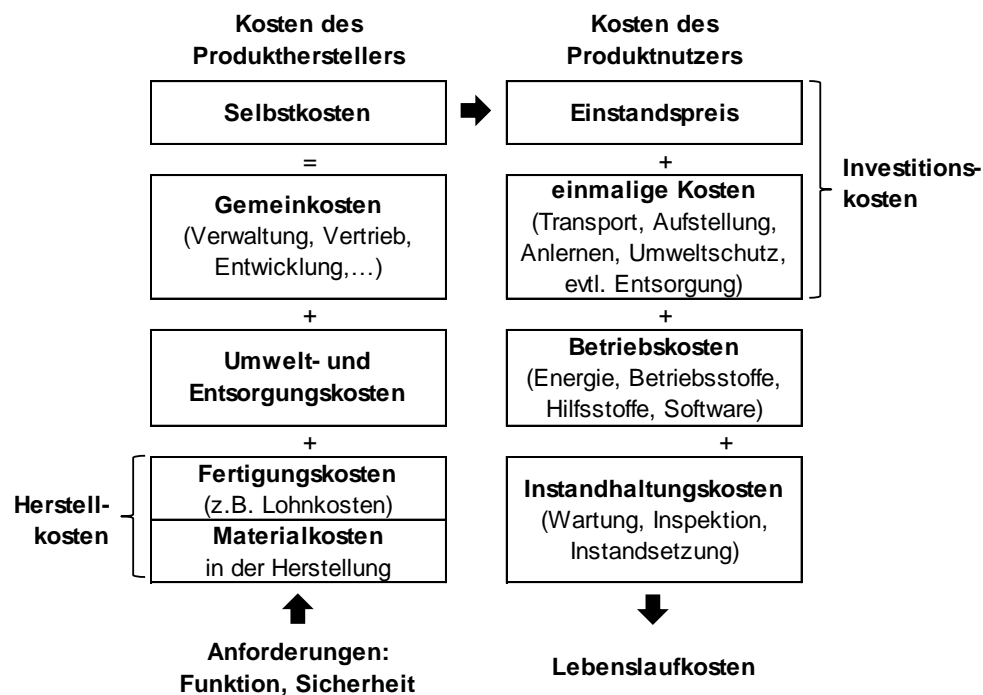 Kosten des
Produktherstellers
Selbstkosten
=
Gemeinkosten
(Verwaltung, Vertrieb,
Entwicklung,…)
+
Umwelt- und
Entsorgungskosten
+
Fertigungskosten
(z.B. Lohnkosten)
Materialkosten
in der Herstellung
Herstell-
kosten
Anforderungen:
Funktion, Sicherheit
Kosten des
Produktnutzers
Einstandspreis
+
einmalige Kosten
(Transport, Aufstellung,
Anlernen, Umweltschutz,
evtl. Entsorgung)
Investitions-
kosten
+
Betriebskosten
(Energie, Betriebsstoffe,
Hilfsstoffe, Software)
+
Instandhaltungskosten
(Wartung, Inspektion,
Instandsetzung)
Lebenslaufkosten